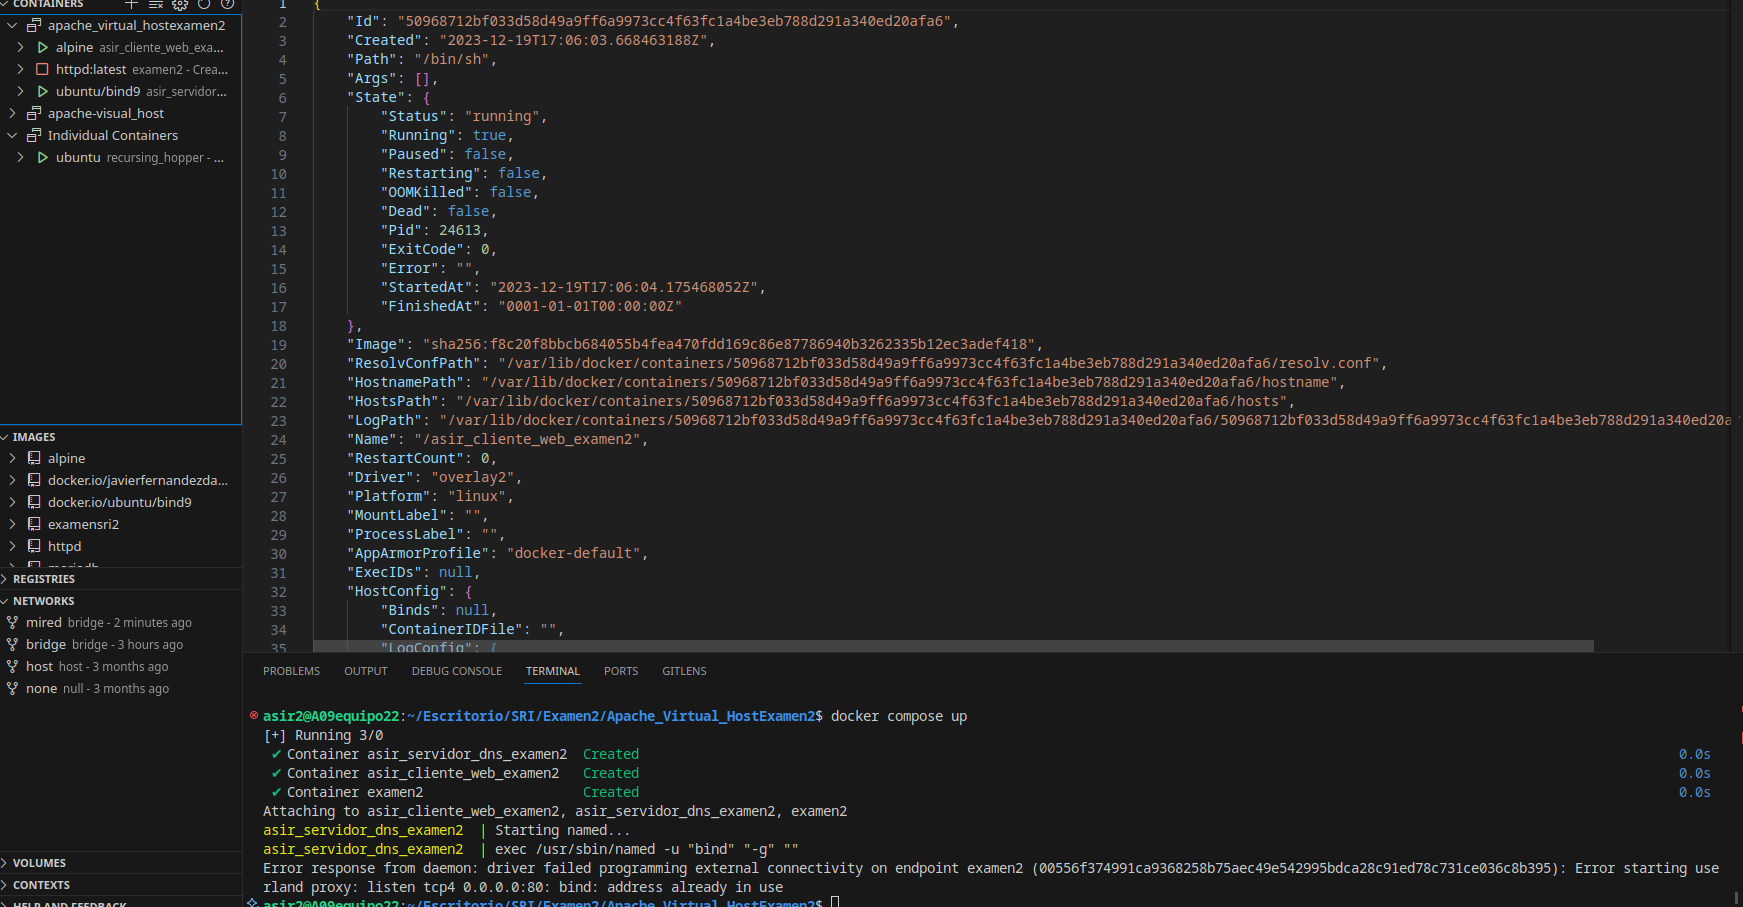 CONTAINERS
apache_virtual_hostexamen2
alpine asir_cliente_web_exa...
httpd:latest examen2 - Crea...
ubuntu/bind9 asir_servidor...
apache-visual_host
Individual Containers
ubuntu recursing_hopper - ...
IMAGES
alpine
docker.io/javierfernandezda...
docker.io/ubuntu/bind9
examensri2
httpd
mariadb
REGISTRIES
NETWORKS
mired bridge - 2 minutes ago
bridge bridge - 3 hours ago
host host - 3 months ago
none null - 3 months ago
VOLUMES
CONTEXTS
HELP AND FEEDBACK
1 {
2 "Id": "50968712bf033d58d49a9ff6a9973cc4f63fc1a4be3eb788d291a340ed20afa6",
3 "Created": "2023-12-19T17:06:03.668463188Z",
4 "Path": "/bin/sh",
5 "Args": [],
6 "State": {
7 "Status": "running",
8 "Running": true,
9 "Paused": false,
10 "Restarting": false,
11 "OOMKilled": false,
12 "Dead": false,
13 "Pid": 24613,
14 "ExitCode": 0,
15 "Error": "",
16 "StartedAt": "2023-12-19T17:06:04.175468052Z",
17 "FinishedAt": "0001-01-01T00:00:00Z"
18 },
19 "Image": "sha256:f8c20f8bbcb684055b4fea470fdd169c86e87786940b3262335b12ec3adef418",
20 "ResolvConfPath": "/var/lib/docker/containers/50968712bf033d58d49a9ff6a9973cc4f63fc1a4be3eb788d291a340ed20afa6/resolv.conf",
21 "HostnamePath": "/var/lib/docker/containers/50968712bf033d58d49a9ff6a9973cc4f63fc1a4be3eb788d291a340ed20afa6/hostname",
22 "HostsPath": "/var/lib/docker/containers/50968712bf033d58d49a9ff6a9973cc4f63fc1a4be3eb788d291a340ed20afa6/hosts",
23 "LogPath": "/var/lib/docker/containers/50968712bf033d58d49a9ff6a9973cc4f63fc1a4be3eb788d291a340ed20afa6/50968712bf033d58d49a9ff6a9973cc4f63fc1a4be3eb788d291a340ed20a
24 "Name": "/asir_cliente_web_examen2",
25 "RestartCount": 0,
26 "Driver": "overlay2",
27 "Platform": "linux",
28 "MountLabel": "",
29 "ProcessLabel": "",
30 "AppArmorProfile": "docker-default",
31 "ExecIDs": null,
32 "HostConfig": {
33 "Binds": null,
34 "ContainerIDFile": "",
35 "LogConfig": {
PROBLEMS OUTPUT DEBUG CONSOLE TERMINAL PORTS GITLENS
asir2@A09equipo22:~/Escritorio/SRI/Examen2/Apache_Virtual_HostExamen2$ docker compose up
[+] Running 3/0
✔ Container asir_servidor_dns_examen2 Created 0.0s
✔ Container asir_cliente_web_examen2 Created 0.0s
✔ Container examen2 Created 0.0s
Attaching to asir_cliente_web_examen2, asir_servidor_dns_examen2, examen2
asir_servidor_dns_examen2 | Starting named...
asir_servidor_dns_examen2 | exec /usr/sbin/named -u "bind" "-g" ""
Error response from daemon: driver failed programming external connectivity on endpoint examen2 (00556f374991ca9368258b75aec49e542995bdca28c91ed78c731ce036c8b395): Error starting use
rland proxy: listen tcp4 0.0.0.0:80: bind: address already in use
asir2@A09equipo22:~/Escritorio/SRI/Examen2/Apache_Virtual_HostExamen2$